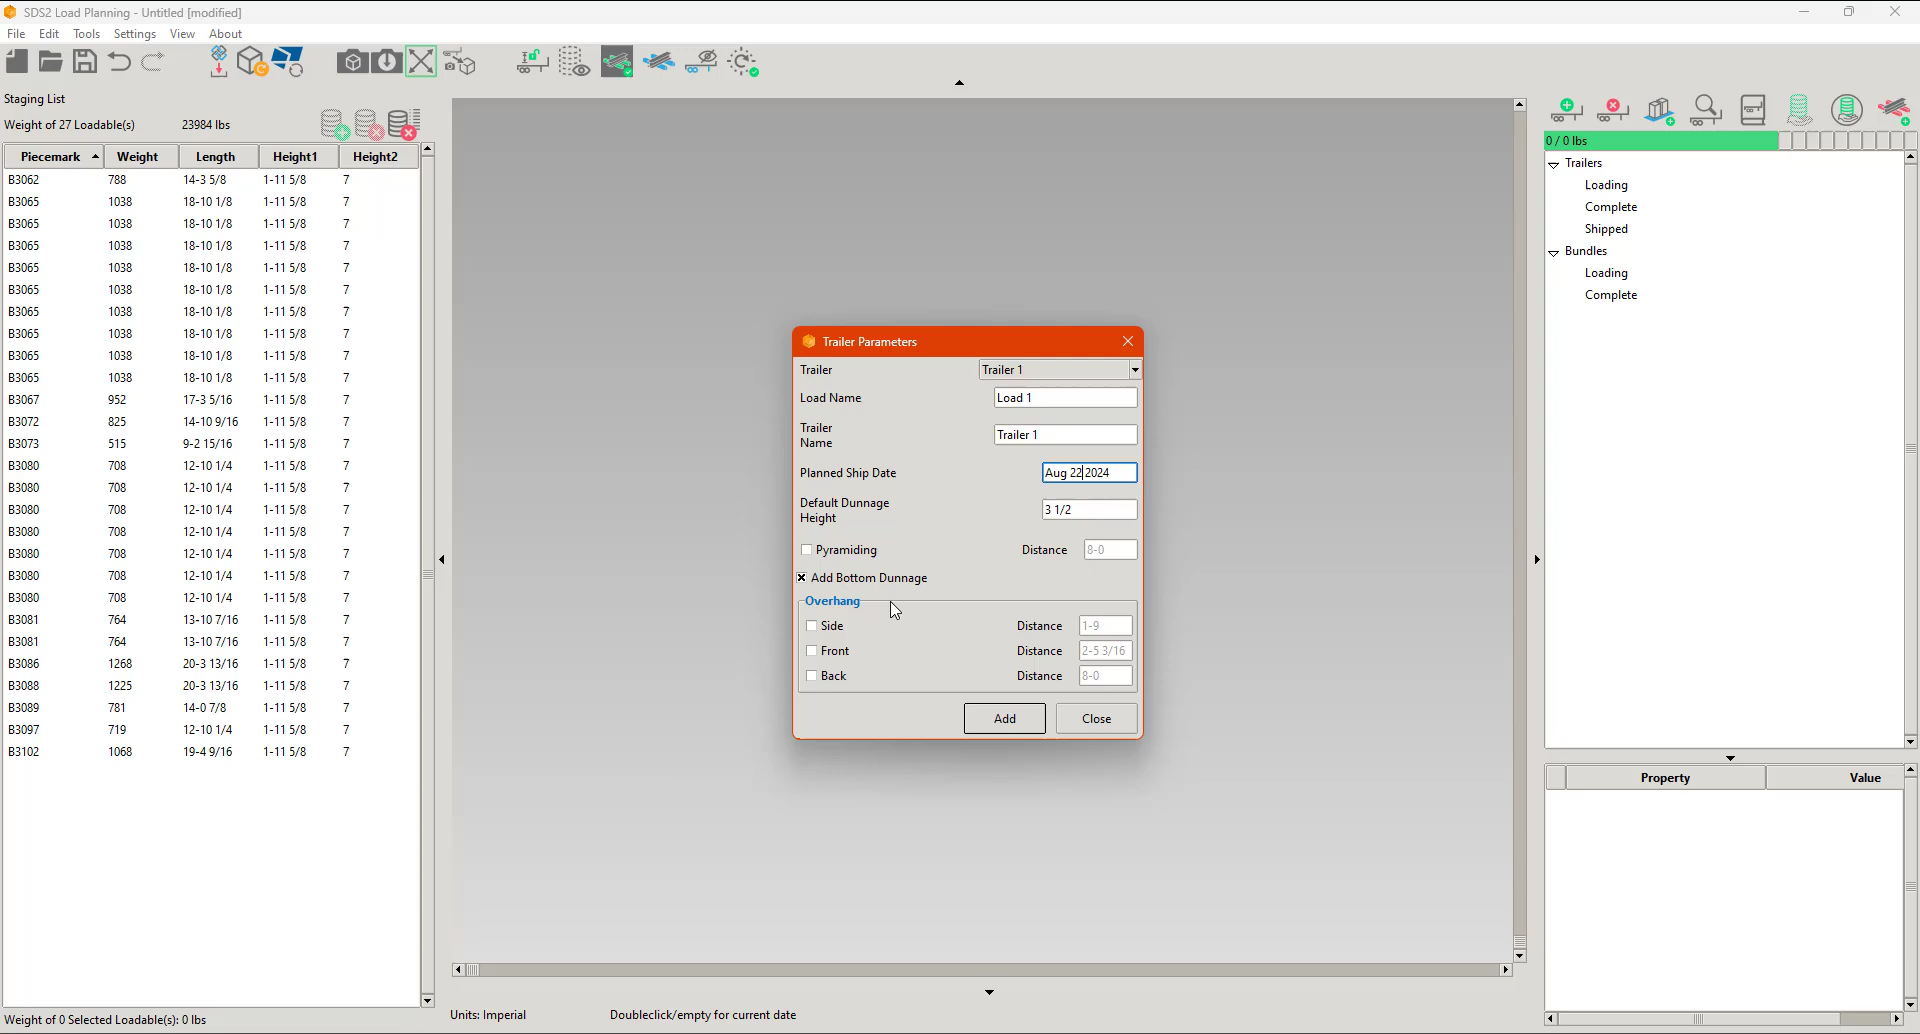 SDS2 Load Planning - Untitled [modified]
File Edit Tools Settings View About
Staging List
Weight of 27 Loadable(s) 23984 lbs
Piecemark Weight Length Height1 Height2
B3062 788 14-3 5/8 1-11 5/8 7
B3065 1038 18-10 1/8 1-11 5/8 7
B3065 1038 18-10 1/8 1-11 5/8 7
B3065 1038 18-10 1/8 1-11 5/8 7
B3065 1038 18-10 1/8 1-11 5/8 7
B3065 1038 18-10 1/8 1-11 5/8 7
B3065 1038 18-10 1/8 1-11 5/8 7
B3065 1038 18-10 1/8 1-11 5/8 7
B3065 1038 18-10 1/8 1-11 5/8 7
B3065 1038 18-10 1/8 1-11 5/8 7
B3067 952 17-3 5/16 1-11 5/8 7
B3072 825 14-10 9/16 1-11 5/8 7
B3073 515 9-2 15/16 1-11 5/8 7
B3080 708 12-10 1/4 1-11 5/8 7
B3080 708 12-10 1/4 1-11 5/8 7
B3080 708 12-10 1/4 1-11 5/8 7
B3080 708 12-10 1/4 1-11 5/8 7
B3080 708 12-10 1/4 1-11 5/8 7
B3080 708 12-10 1/4 1-11 5/8 7
B3080 708 12-10 1/4 1-11 5/8 7
B3081 764 13-10 7/16 1-11 5/8 7
B3081 764 13-10 7/16 1-11 5/8 7
B3086 1268 20-3 13/16 1-11 5/8 7
B3088 1225 20-3 13/16 1-11 5/8 7
B3089 781 14-0 7/8 1-11 5/8 7
B3097 719 12-10 1/4 1-11 5/8 7
B3102 1068 19-4 9/16 1-11 5/8 7
Weight of 0 Selected Loadable(s): 0 lbs
Trailer Parameters
Trailer Trailer 1
Load Name Load 1
Trailer
Name Trailer 1
Planned Ship Date Aug 22 2024
Default Dunnage
Height 3 1/2
Pyramiding Distance 8-0
Add Bottom Dunnage
Overhang
Side Distance 1-9
Front Distance 2-5 3/16
Back Distance 8-0
Add Close
Units: Imperial Doubleclick/empty for current date
0 / 0 lbs
Trailers
Loading
Complete
Shipped
Bundles
Loading
Complete
Property Value